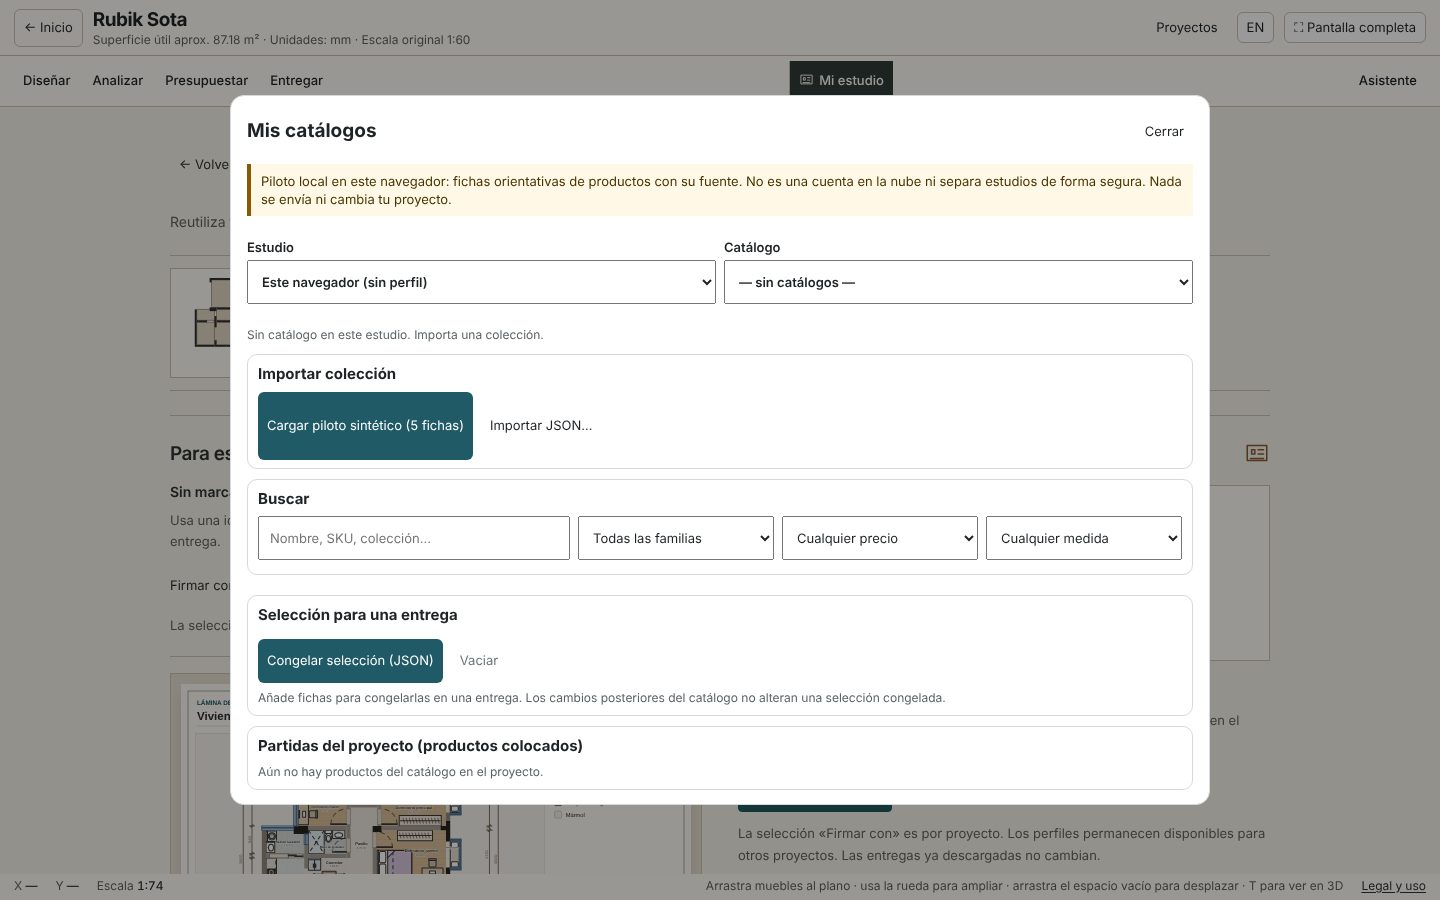 ← Inicio
Rubik Sota
Superficie útil aprox. 87.18 m² · Unidades: mm · Escala original 1:60
Proyectos
EN
Pantalla completa
Diseñar
Analizar
Presupuestar
Entregar
Mi estudio
Asistente
Mis catálogos
Cerrar
← Volve
Piloto local en este navegador: fichas orientativas de productos con su fuente. No es una cuenta en la nube ni separa estudios de forma segura. Nada
se envía ni cambia tu proyecto.
Reutiliza
Estudio
Catálogo
Este navegador (sin perfil)
— sin catálogos —
Sin catálogo en este estudio. Importa una colección.
Importar colección
Cargar piloto sintético (5 fichas)
Importar JSON...
Para es
Sin marc
Usa una id
entrega.
Firmar co
La selecci
Buscar
Nombre, SKU, colección...
Todas las familias
Cualquier precio
Cualquier medida
Selección para una entrega
Congelar selección (JSON)
Vaciar
Añade fichas para congelarlas en una entrega. Los cambios posteriores del catálogo no alteran una selección congelada.
Partidas del proyecto (productos colocados)
Aún no hay productos del catálogo en el proyecto.
en el
LÁMINA DE
Vivien
Mármol
La selección «Firmar con» es por proyecto. Los perfiles permanecen disponibles para
otros proyectos. Las entregas ya descargadas no cambian.
X —
Y —
Escala 1:74
Arrastra muebles al plano · usa la rueda para ampliar · arrastra el espacio vacío para desplazar · T para ver en 3D
Legal y uso